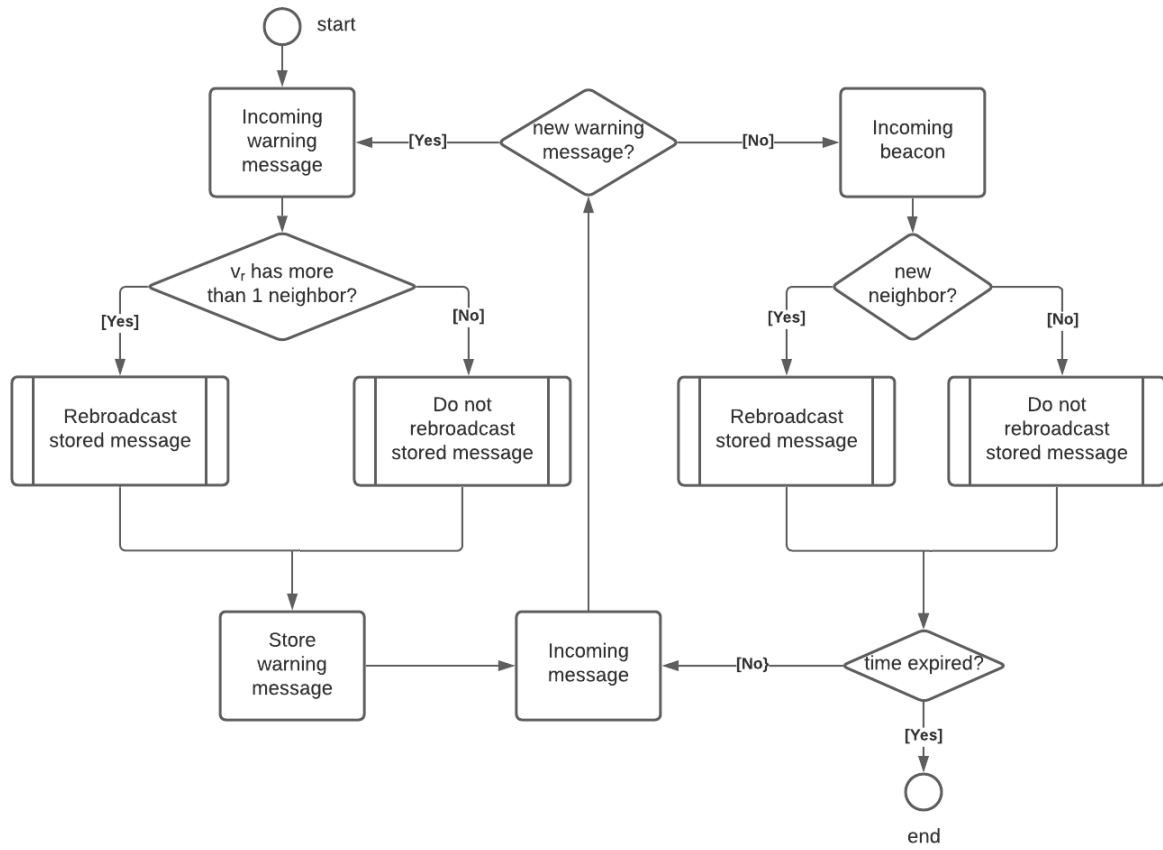 start
Incoming
warning
message
[Yes]
new warning
message?
[No]
Incoming
beacon
vr has more
than 1 neighbor?
[Yes]
[No]
new
neighbor?
[Yes]
[No]
Rebroadcast
stored message
Do not
rebroadcast
stored message
Rebroadcast
stored message
Do not
rebroadcast
stored message
Store
warning
message
Incoming
message
[No}
time expired?
[Yes]
end